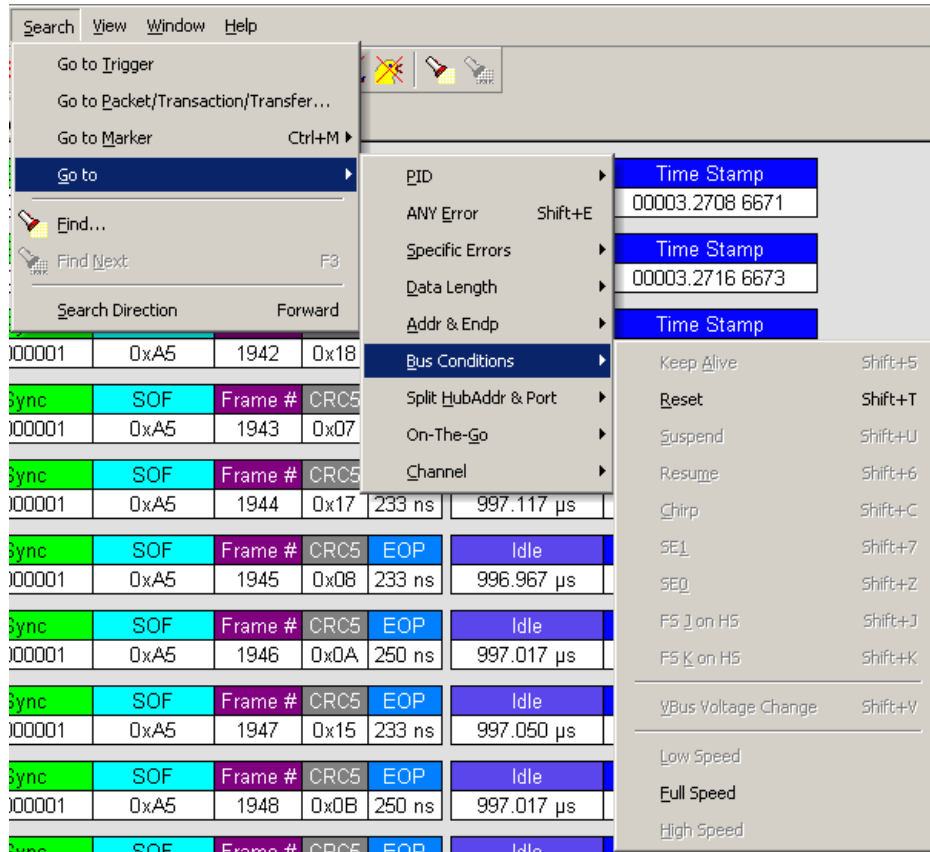 Search View Window Help
Go to Trigger
Go to Packet/Transaction/Transfer...
Go to Marker Ctrl+M
Go to
Find...
Find Next F3
Search Direction Forward
PID
ANY Error Shift+E
Specific Errors
Data Length
Addr & Endp
Bus Conditions
Split HubAddr & Port
On-The-Go
Channel
Keep Alive Shift+5
Reset Shift+T
Suspend Shift+U
Resume Shift+6
Chirp Shift+C
SE1 Shift+7
SE0 Shift+Z
FS J on HS Shift+J
FS K on HS Shift+K
VBus Voltage Change Shift+V
Low Speed
Full Speed
High Speed
Time Stamp
00003.2708 6671
Time Stamp
00003.2716 6673
Time Stamp
000001 0xA5 1942 0x18
Sync SOF Frame # CRC5
000001 0xA5 1943 0x07
Sync SOF Frame # CRC5
000001 0xA5 1944 0x17 233 ns 997.117 µs
Sync SOF Frame # CRC5 EOP Idle
000001 0xA5 1945 0x08 233 ns 996.967 µs
Sync SOF Frame # CRC5 EOP Idle
000001 0xA5 1946 0x0A 250 ns 997.017 µs
Sync SOF Frame # CRC5 EOP Idle
000001 0xA5 1947 0x15 233 ns 997.050 µs
Sync SOF Frame # CRC5 EOP Idle
000001 0xA5 1948 0x0B 250 ns 997.017 µs
Sync SOF Frame # CRC5 EOP Idle